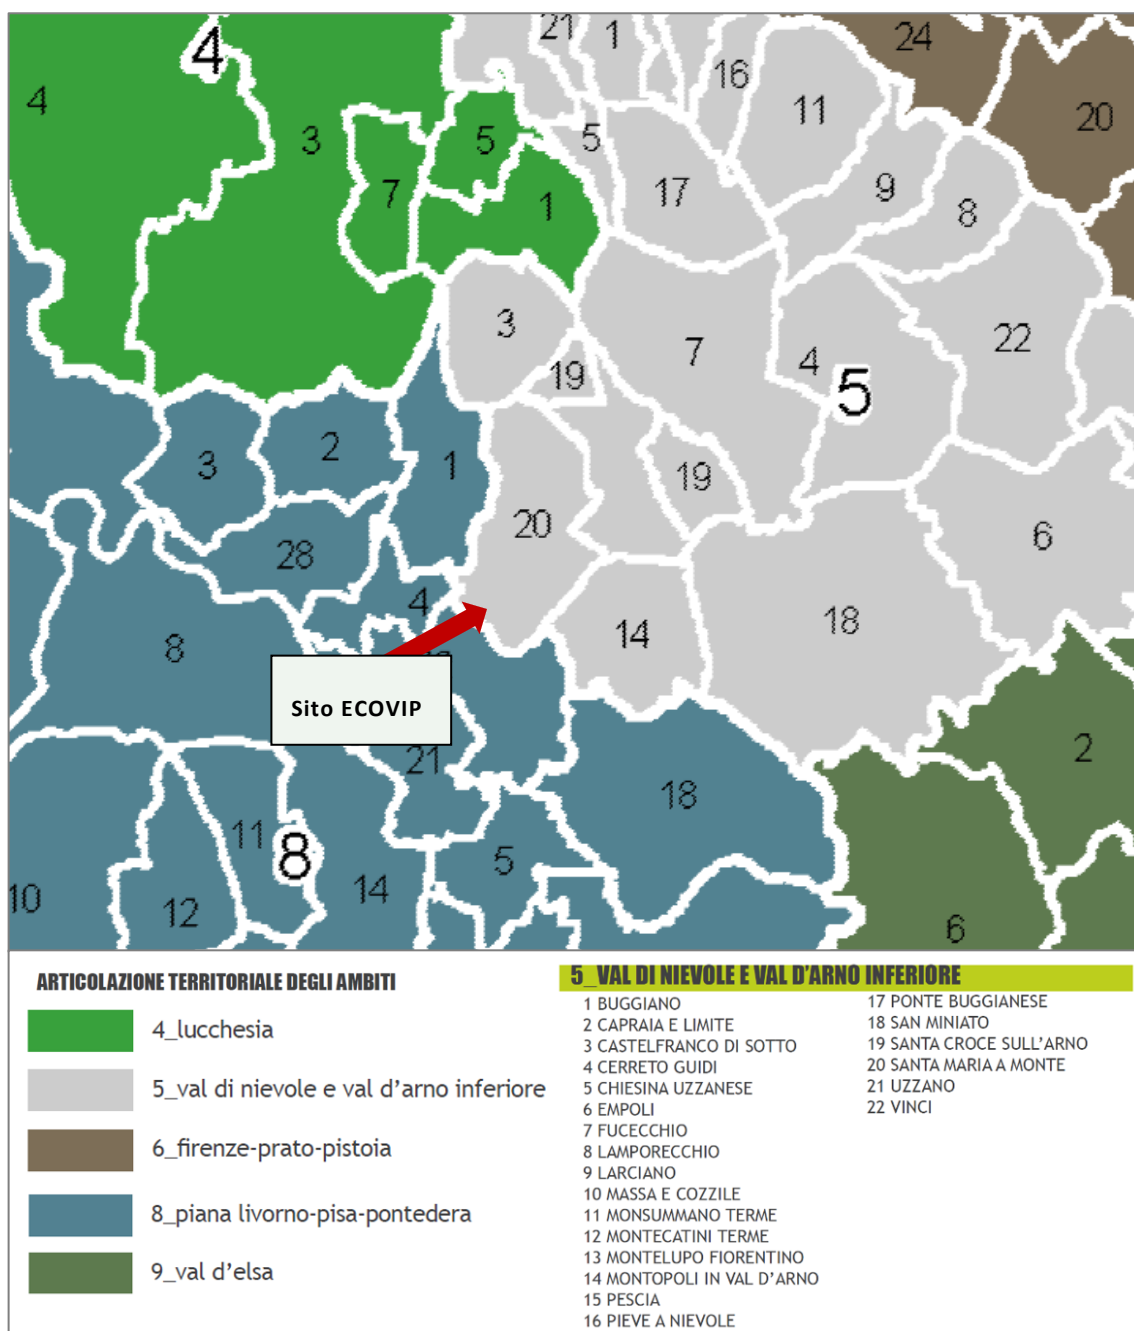 21
1
16
24
4
4
3
11
20
5
5
7
1
17
9
8
3
7
22
4
5
19
3
2
1
19
20
6
28
4
18
14
8
Sito ECOVIP
21
2
18
11
8
5
14
10
12
6
ARTICOLAZIONE TERRITORIALE DEGLI AMBITI
4_lucchesia
5_val di nievole e val d'arno inferiore
6_firenze-prato-pistoia
8_piana livorno-pisa-pontedera
9_val d'elsa
5_VAL DI NIEVOLE E VAL D'ARNO INFERIORE
1 BUGGIANO
2 CAPRAIA E LIMITE
3 CASTELFRANCO DI SOTTO
4 CERRETO GUIDI
5 CHIESINA UZZANESE
6 EMPOLI
7 FUCECCHIO
8 LAMPORECCHIO
9 LARCIANO
10 MASSA E COZZILE
11 MONSUMMANO TERME
12 MONTECATINI TERME
13 MONTELUPO FIORENTINO
14 MONTOPOLI IN VAL D'ARNO
15 PESCIA
16 PIEVE A NIEVOLE
17 PONTE BUGGIANESE
18 SAN MINIATO
19 SANTA CROCE SULL'ARNO
20 SANTA MARIA A MONTE
21 UZZANO
22 VINCI